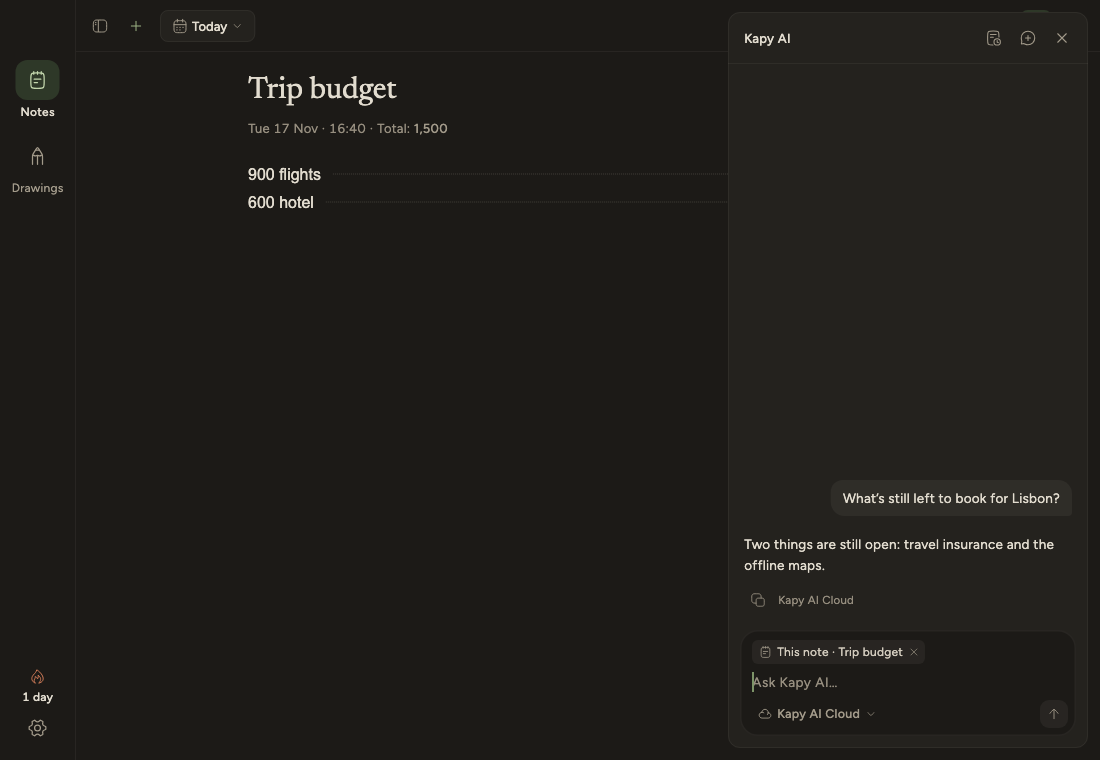 Today
Kapy AI
Notes
Drawings
Trip budget
Tue 17 Nov · 16:40 · Total: 1,500
900 flights
600 hotel
What's still left to book for Lisbon?
Two things are still open: travel insurance and the
offline maps.
Kapy AI Cloud
This note · Trip budget
Ask Kapy AI...
Kapy AI Cloud
1 day